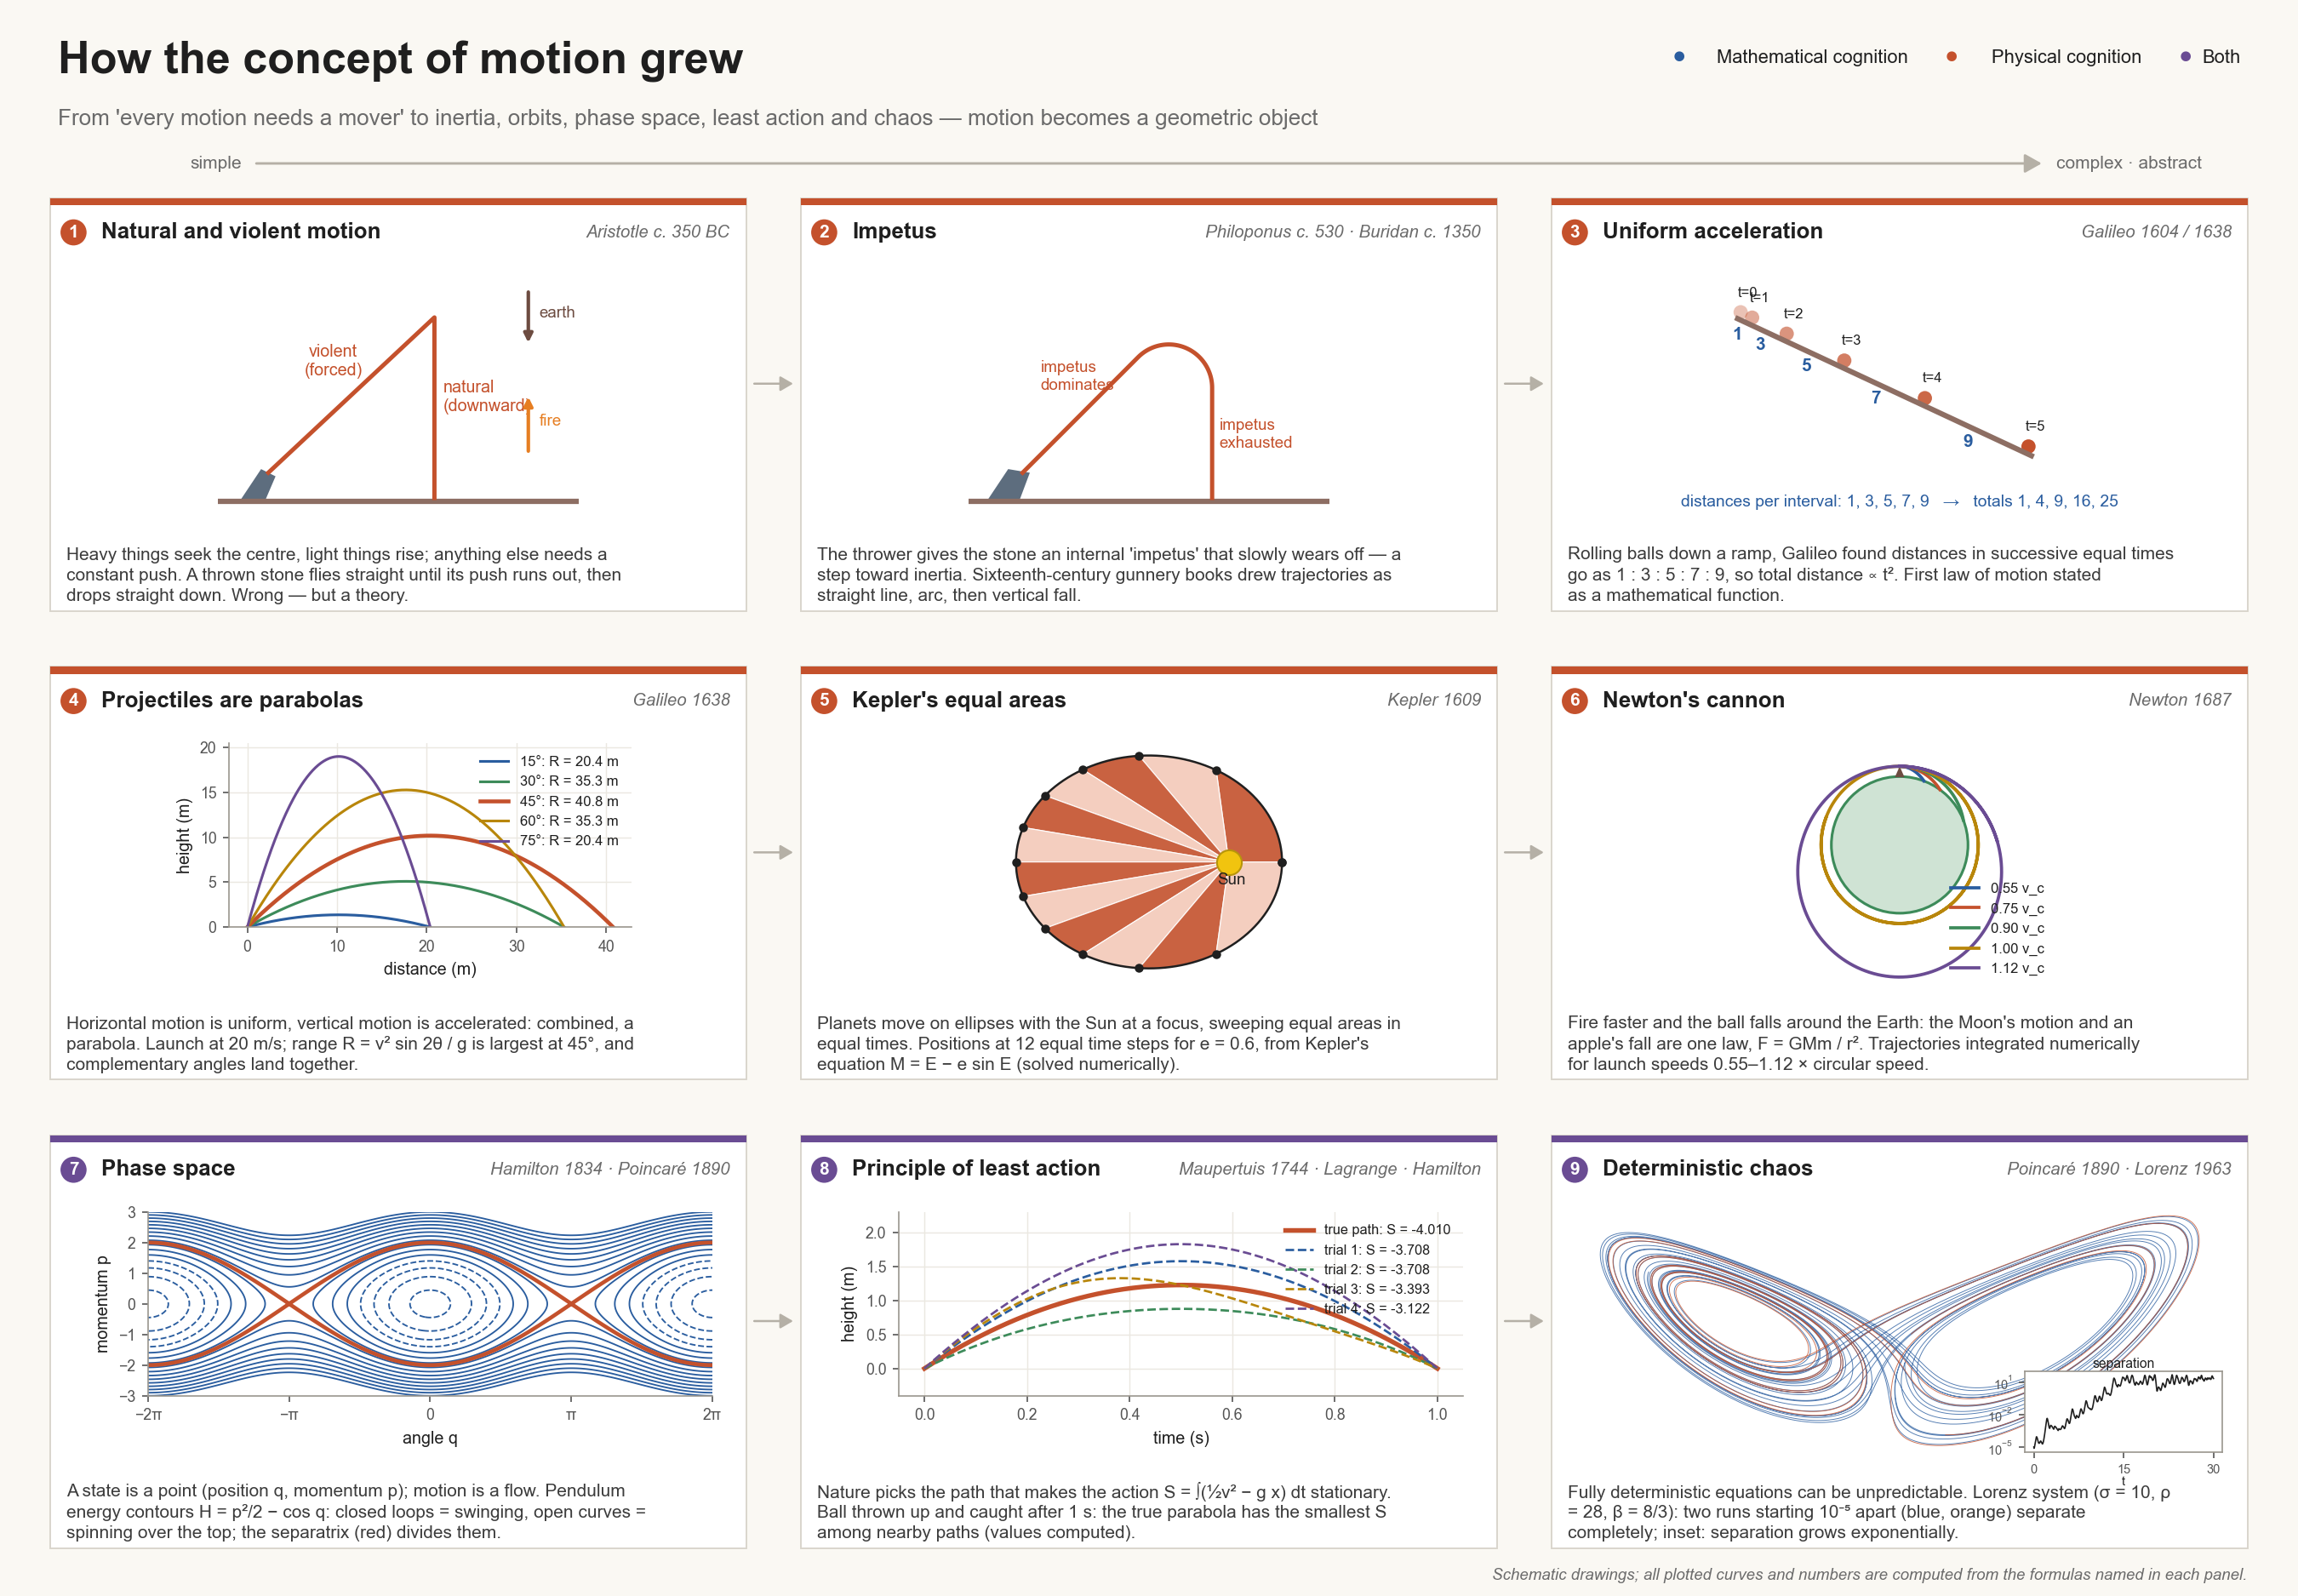 How the concept of motion grew
Mathematical cognition
Physical cognition
Both
From 'every motion needs a mover' to inertia, orbits, phase space, least action and chaos — motion becomes a geometric object
simple
complex · abstract
1 Natural and violent motion
Aristotle c. 350 BC
violent
(forced)
natural
(downward)
earth
fire
Heavy things seek the centre, light things rise; anything else needs a
constant push. A thrown stone flies straight until its push runs out, then
drops straight down. Wrong — but a theory.
2 Impetus
Philoponus c. 530 · Buridan c. 1350
impetus
dominates
impetus
exhausted
The thrower gives the stone an internal 'impetus' that slowly wears off — a
step toward inertia. Sixteenth-century gunnery books drew trajectories as
straight line, arc, then vertical fall.
3 Uniform acceleration
Galileo 1604 / 1638
t=0
t=1
t=2
t=3
t=4
t=5
1
3
5
7
9
distances per interval: 1, 3, 5, 7, 9 → totals 1, 4, 9, 16, 25
Rolling balls down a ramp, Galileo found distances in successive equal times
go as 1 : 3 : 5 : 7 : 9, so total distance ∝ t². First law of motion stated
as a mathematical function.
4 Projectiles are parabolas
Galileo 1638
height (m)
20
15
10
5
0
0 10 20 30 40
distance (m)
15°: R = 20.4 m
30°: R = 35.3 m
45°: R = 40.8 m
60°: R = 35.3 m
75°: R = 20.4 m
Horizontal motion is uniform, vertical motion is accelerated: combined, a
parabola. Launch at 20 m/s; range R = v² sin 2θ / g is largest at 45°, and
complementary angles land together.
5 Kepler's equal areas
Kepler 1609
Sun
Planets move on ellipses with the Sun at a focus, sweeping equal areas in
equal times. Positions at 12 equal time steps for e = 0.6, from Kepler's
equation M = E − e sin E (solved numerically).
6 Newton's cannon
Newton 1687
0.55 v_c
0.75 v_c
0.90 v_c
1.00 v_c
1.12 v_c
Fire faster and the ball falls around the Earth: the Moon's motion and an
apple's fall are one law, F = GMm / r². Trajectories integrated numerically
for launch speeds 0.55–1.12 × circular speed.
7 Phase space
Hamilton 1834 · Poincaré 1890
momentum p
3
2
1
0
−1
−2
−3
−2π −π 0 π 2π
angle q
A state is a point (position q, momentum p); motion is a flow. Pendulum
energy contours H = p²/2 − cos q: closed loops = swinging, open curves =
spinning over the top; the separatrix (red) divides them.
8 Principle of least action
Maupertuis 1744 · Lagrange · Hamilton
height (m)
2.0
1.5
1.0
0.5
0.0
0.0 0.2 0.4 0.6 0.8 1.0
time (s)
true path: S = -4.010
trial 1: S = -3.708
trial 2: S = -3.708
trial 3: S = -3.393
trial 4: S = -3.122
Nature picks the path that makes the action S = ∫(½v² − g x) dt stationary.
Ball thrown up and caught after 1 s: the true parabola has the smallest S
among nearby paths (values computed).
9 Deterministic chaos
Poincaré 1890 · Lorenz 1963
separation
10¹
10⁻²
10⁻⁵
0 15 30
t
Fully deterministic equations can be unpredictable. Lorenz system (σ = 10, ρ
= 28, β = 8/3): two runs starting 10⁻⁵ apart (blue, orange) separate
completely; inset: separation grows exponentially.
Schematic drawings; all plotted curves and numbers are computed from the formulas named in each panel.